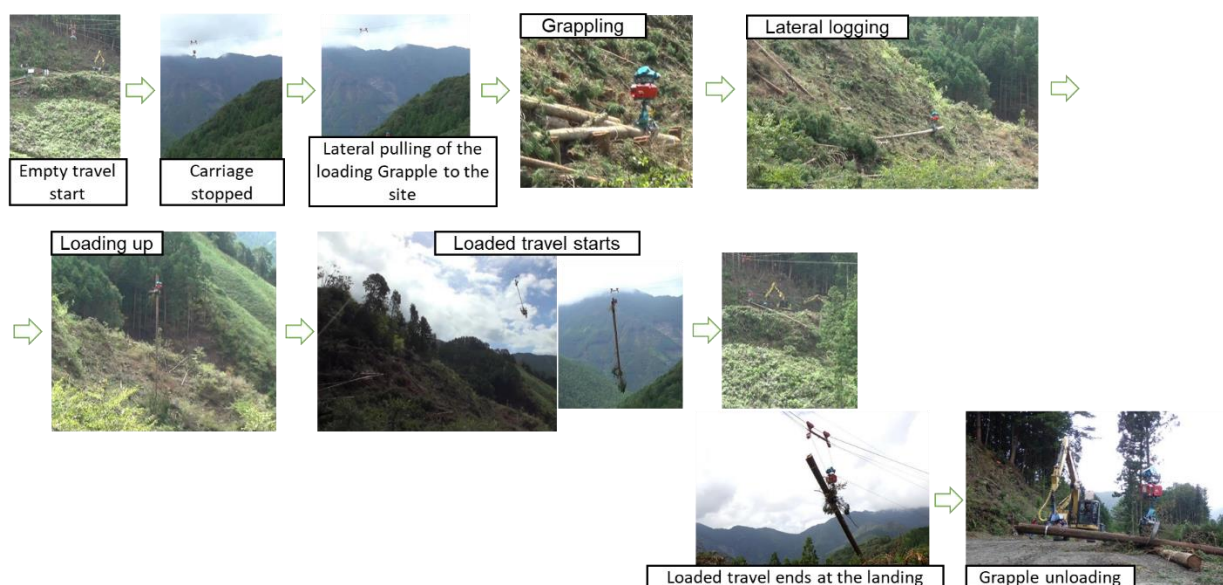 Empty travel
start
Carriage
stopped
Lateral pulling of the
loading Grapple to the
site
Grappling
Lateral logging
Loading up
Loaded travel starts
Loaded travel ends at the landing
Grapple unloading